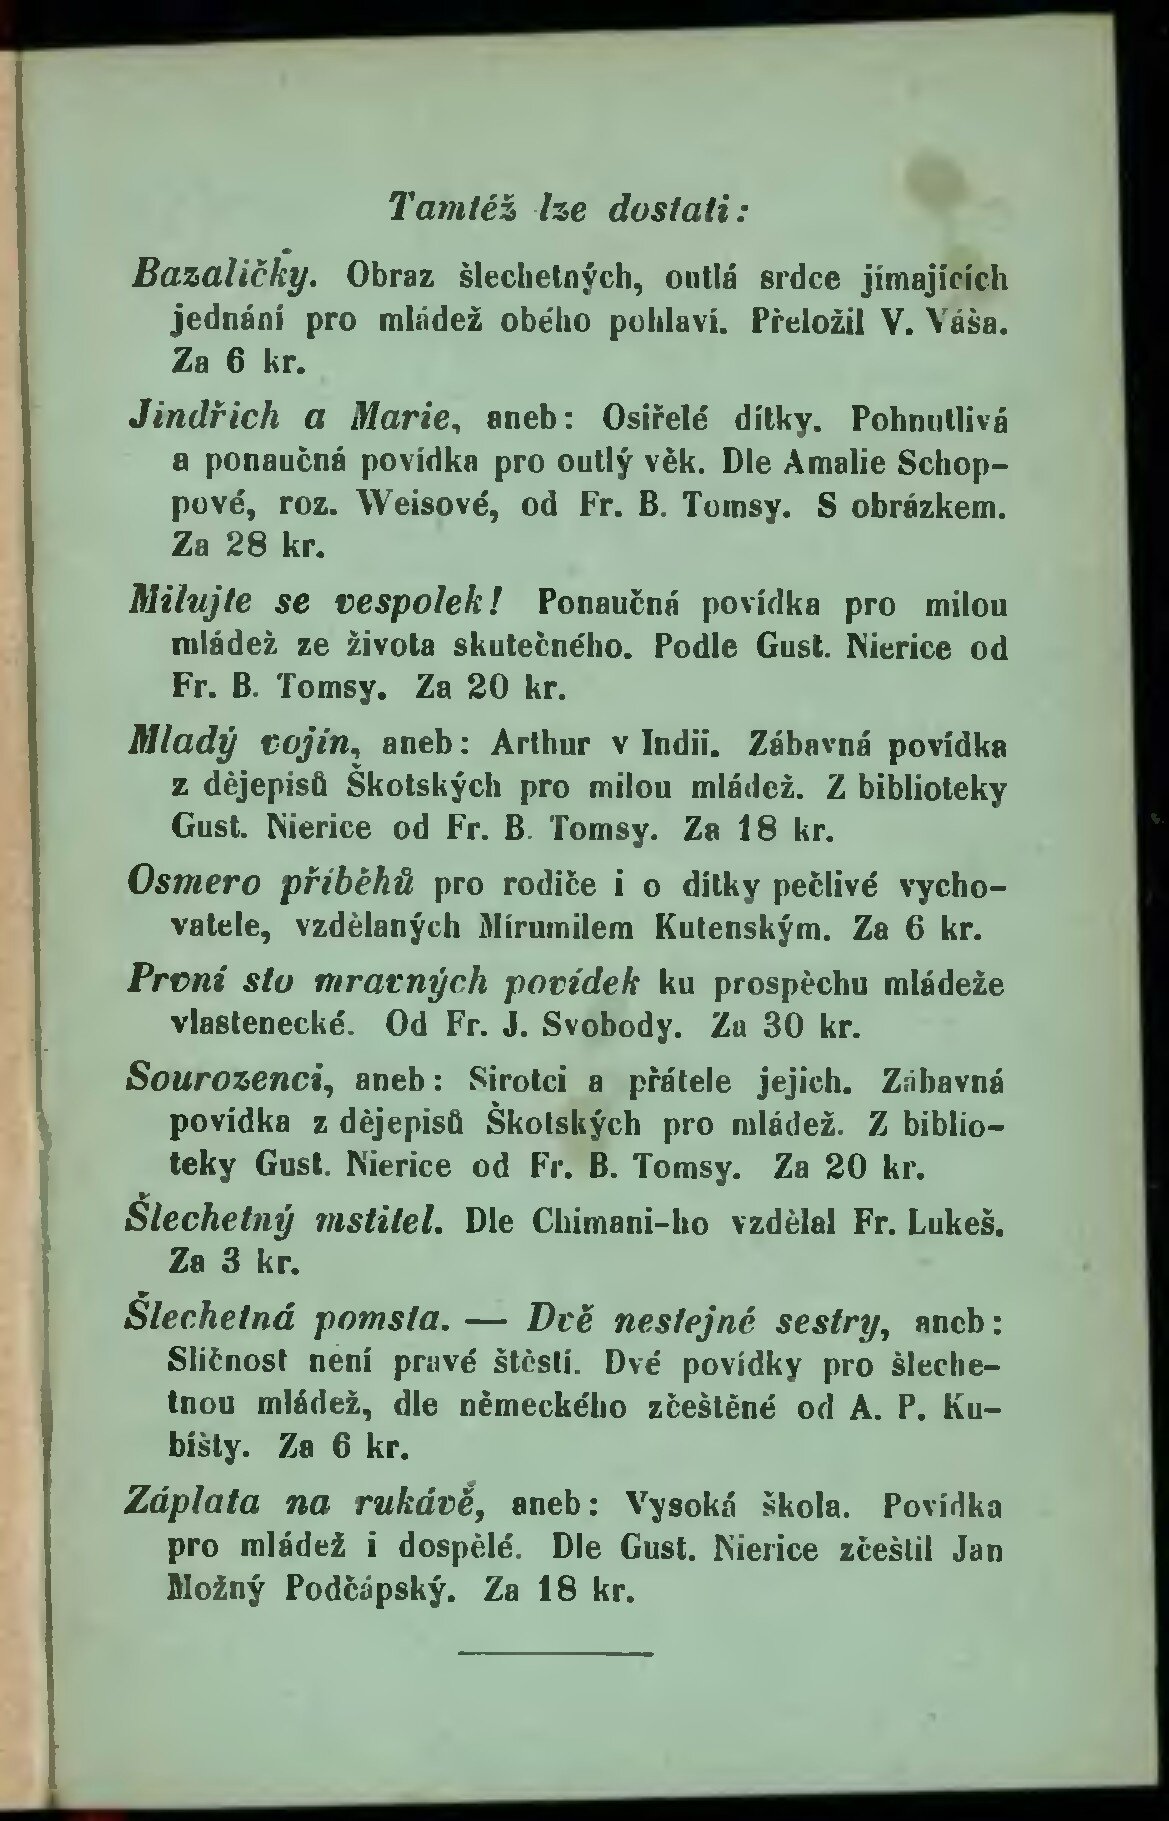 Tamtéž lze dostati:
Bazaličky. Obraz šlechetných, outlá srdce jímajících
jednání pro mládež obého pohlaví. Přeložil V. Váša.
Za 6 kr.
Jindřich a Marie, aneb: Osiřelé dítky. Pohnutlivá
a ponaučná povídka pro outlý věk. Dle Amalie Schop-
pové, roz. Weisové, od Fr. B. Tomsy. S obrázkem.
Za 28 kr.
Milujte se vespolek! Ponaučná povídka pro milou
mládež ze života skutečného. Podle Gust. Nierice od
Fr. B. Tomsy. Za 20 kr.
Mladý vojín, aneb: Arthur v Indii. Zábavná povídka
z dějepisů Škotských pro milou mládež. Z biblioteky
Gust. Nierice od Fr. B. Tomsy. Za 18 kr.
Osmero příběhů pro rodiče i o dítky pečlivé vycho-
vatele, vzdělaných Mírumilem Kutenským. Za 6 kr.
První sto mravných povídek ku prospěchu mládeže
vlastenecké. Od Fr. J. Svobody. Za 30 kr.
Sourozenci, aneb: Sirotci a přátele jejich. Zábavná
povídka z dějepisů Škotských pro mládež. Z biblio-
teky Gust. Nierice od Fr. B. Tomsy. Za 20 kr.
Šlechetný mstitel. Dle Chimani-ho vzdělal Fr. Lukeš.
Za 3 kr.
Šlechetná pomsta. — Dvě nestejné sestry, aneb:
Sličnost není pravé štěstí. Dvé povídky pro šleche-
tnou mládež, dle německého zčeštěné od A. P. Ku-
bišty. Za 6 kr.
Záplata na rukávě, aneb: Vysoká škola. Povídka
pro mládež i dospělé. Dle Gust. Nierice zčeštil Jan
Možný Podčápský. Za 18 kr.